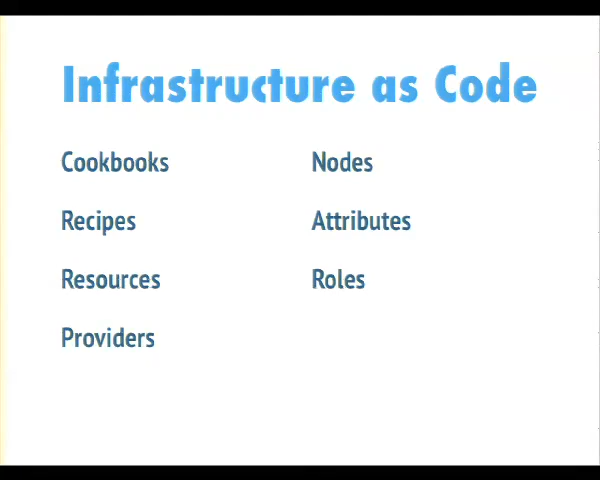 Infrastructure as Code
Cookbooks
Recipes
Resources
Providers
Nodes
Attributes
Roles